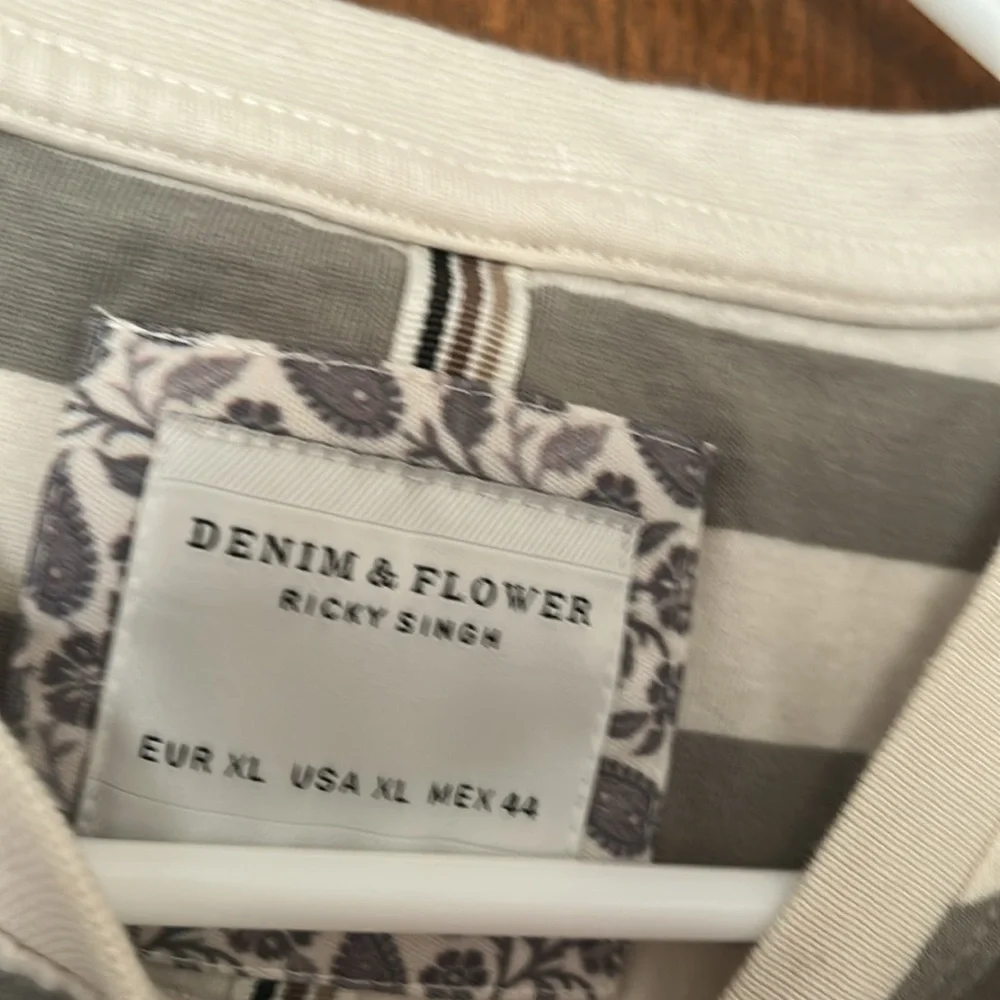 DENIM & FLOWER
RICKY SINGH
EUR XL USA XL MEX 44